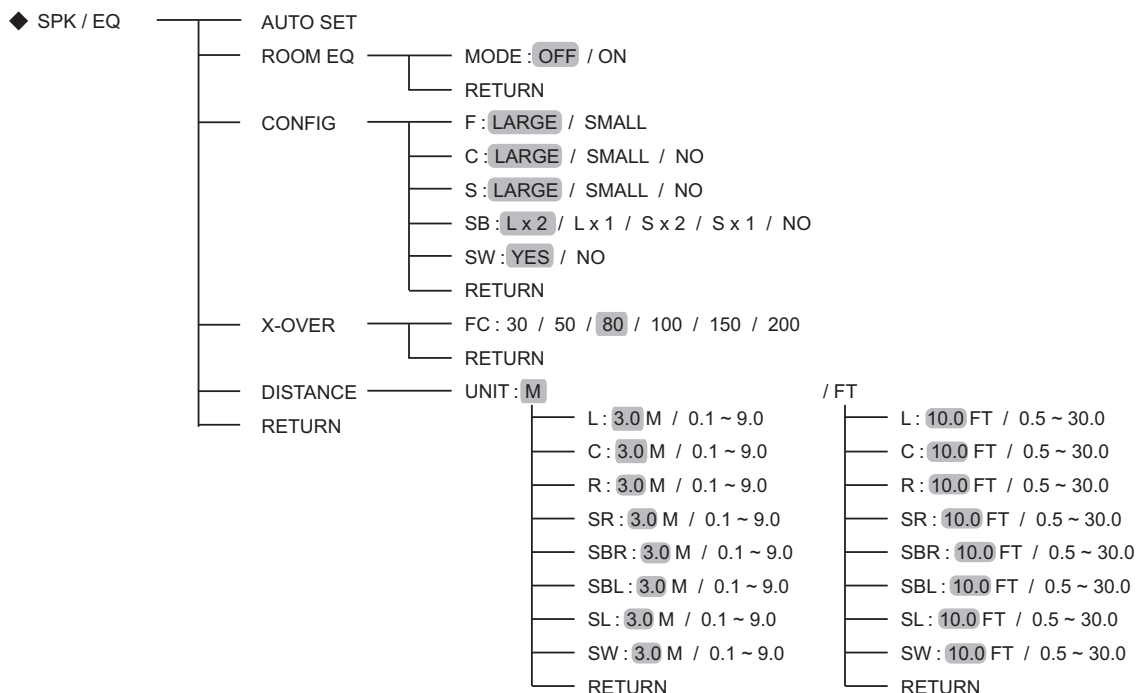 ◆ SPK / EQ AUTO SET
ROOM EQ MODE : OFF / ON
RETURN
CONFIG F : LARGE / SMALL
C : LARGE / SMALL / NO
S : LARGE / SMALL / NO
SB : L x 2 / L x 1 / S x 2 / S x 1 / NO
SW : YES / NO
RETURN
X-OVER FC : 30 / 50 / 80 / 100 / 150 / 200
RETURN
DISTANCE UNIT : M / FT
RETURN L : 3.0 M / 0.1 ~ 9.0 L : 10.0 FT / 0.5 ~ 30.0
C : 3.0 M / 0.1 ~ 9.0 C : 10.0 FT / 0.5 ~ 30.0
R : 3.0 M / 0.1 ~ 9.0 R : 10.0 FT / 0.5 ~ 30.0
SR : 3.0 M / 0.1 ~ 9.0 SR : 10.0 FT / 0.5 ~ 30.0
SBR : 3.0 M / 0.1 ~ 9.0 SBR : 10.0 FT / 0.5 ~ 30.0
SBL : 3.0 M / 0.1 ~ 9.0 SBL : 10.0 FT / 0.5 ~ 30.0
SL : 3.0 M / 0.1 ~ 9.0 SL : 10.0 FT / 0.5 ~ 30.0
SW : 3.0 M / 0.1 ~ 9.0 SW : 10.0 FT / 0.5 ~ 30.0
RETURN RETURN